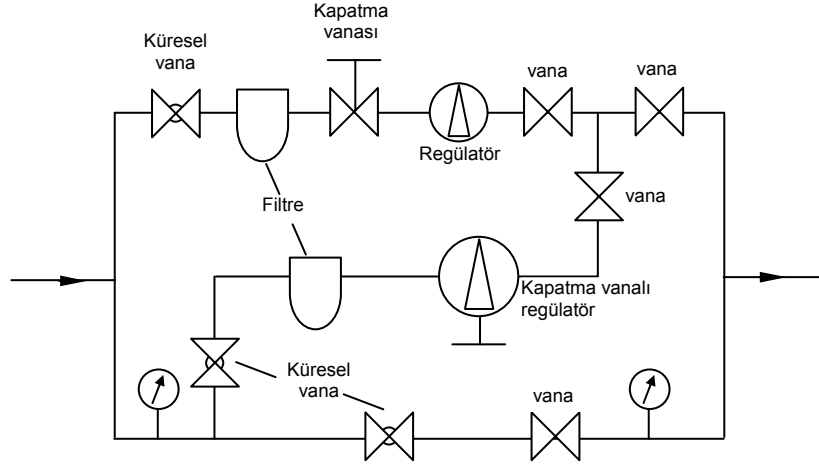 Kapatma
vanası
Küresel
vana
vana
vana
Regülatör
Filtre
vana
Kapatma vanalı
regülatör
Küresel
vana
vana